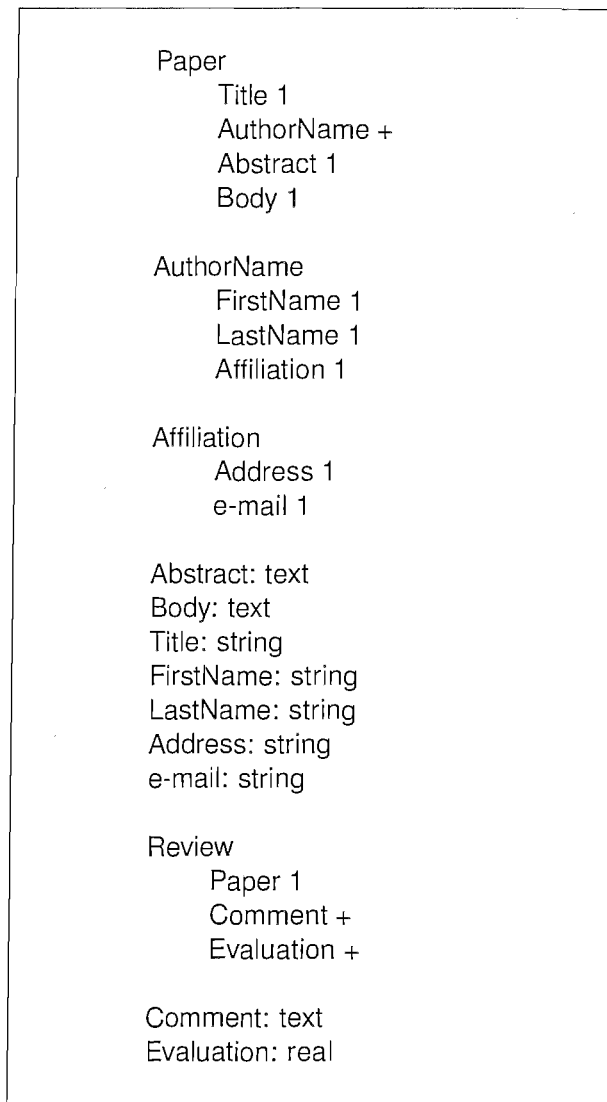 Paper
Title 1
AuthorName +
Abstract 1
Body 1
AuthorName
FirstName 1
LastName 1
Affiliation 1
Affiliation
Address 1
e-mail 1
Abstract: text
Body: text
Title: string
FirstName: string
LastName: string
Address: string
e-mail: string
Review
Paper 1
Comment +
Evaluation +
Comment: text
Evaluation: real